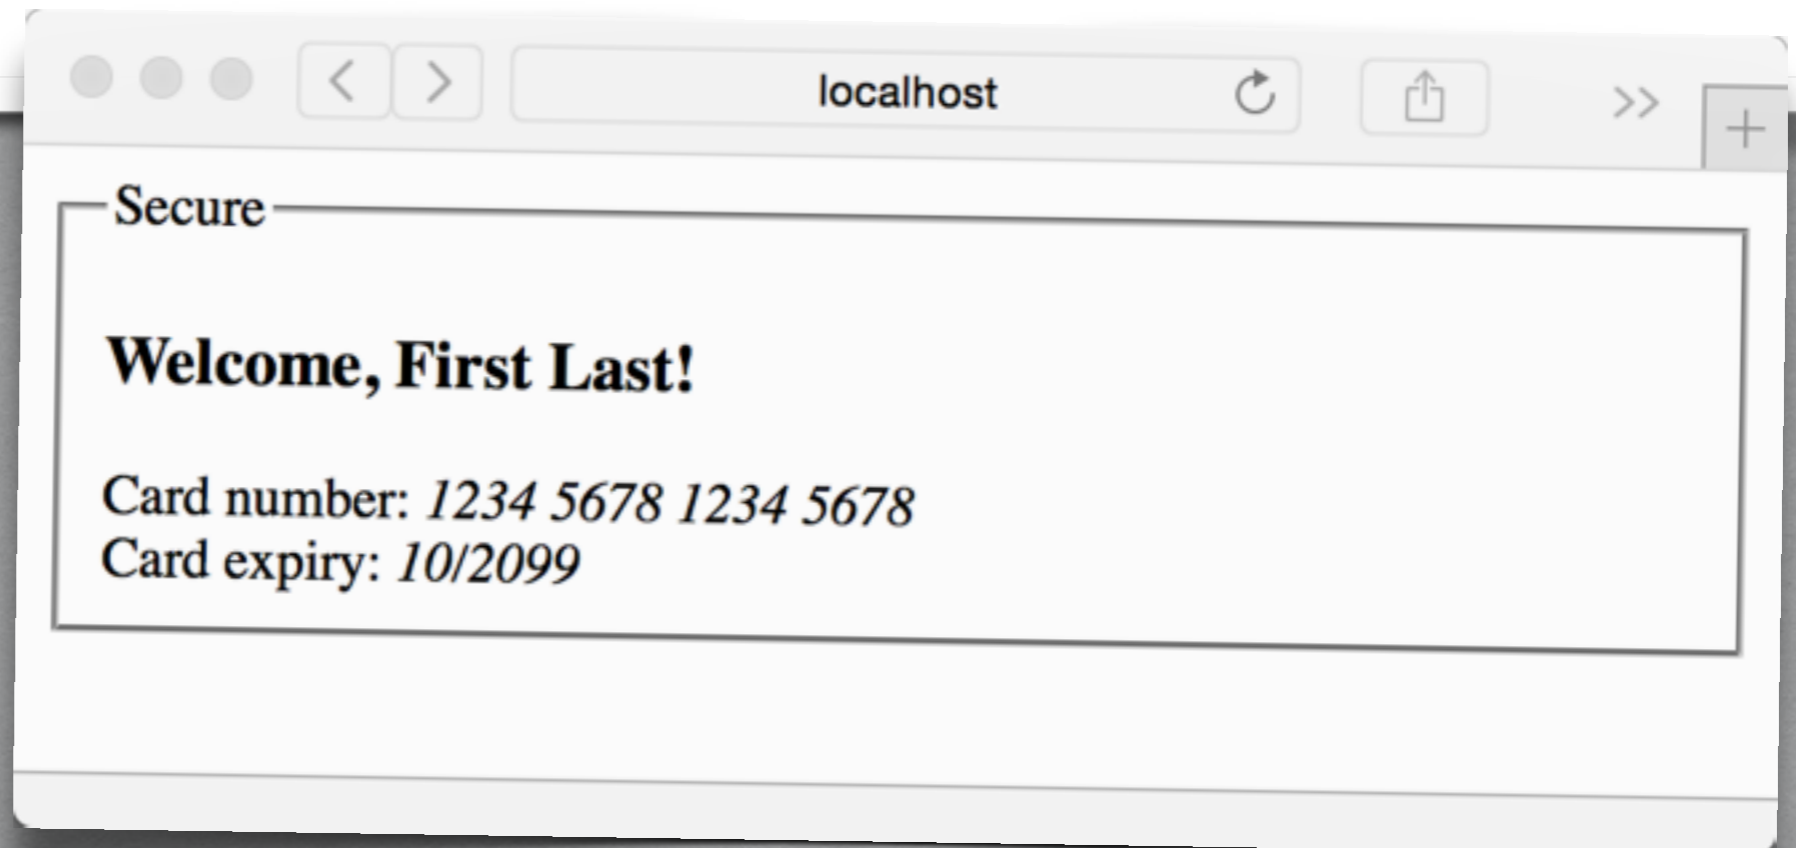 localhost
Secure
Welcome, First Last!
Card number: 1234 5678 1234 5678
Card expiry: 10/2099